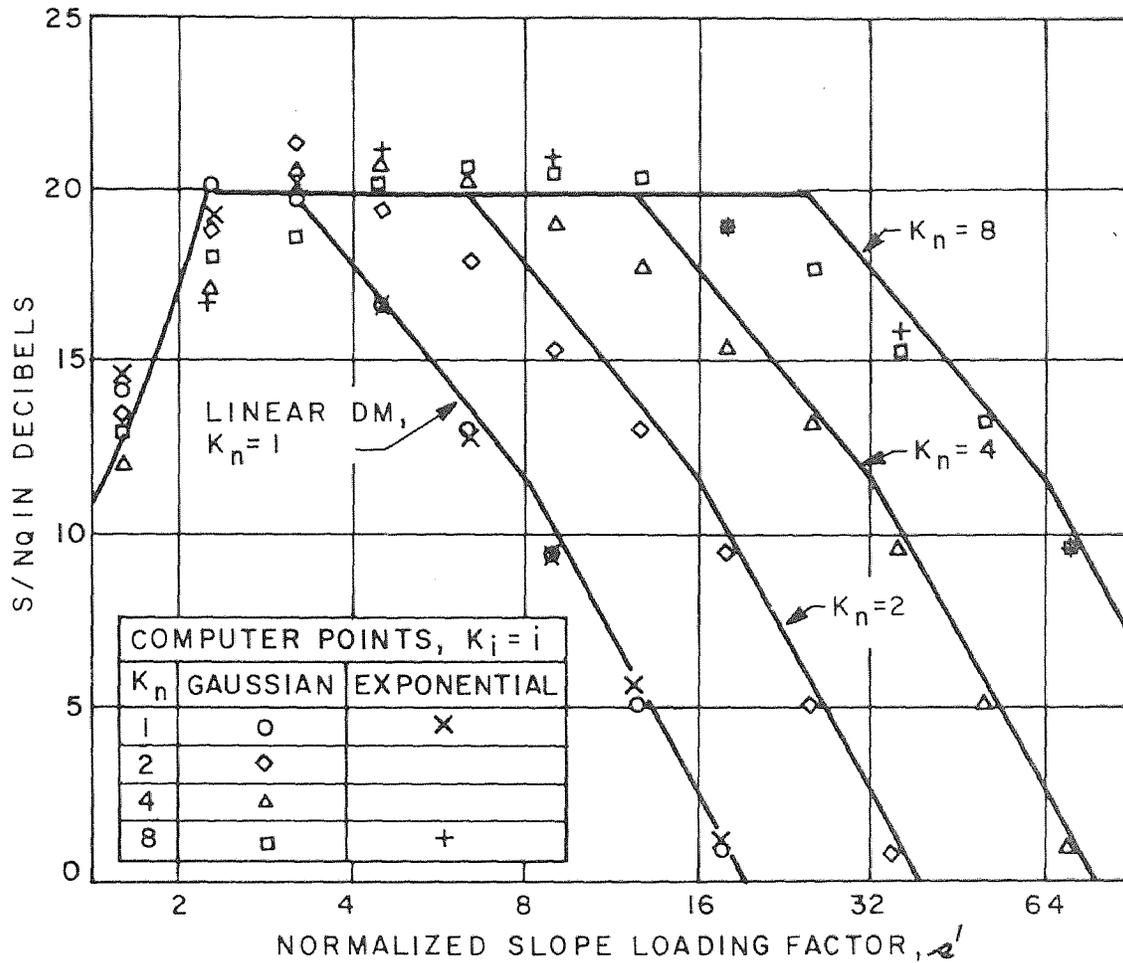 25
20
15
10
5
0
S/NQ IN DECIBELS
Kn = 8
LINEAR DM,
Kn = 1
Kn = 4
Kn = 2
COMPUTER POINTS, Ki = i
Kn GAUSSIAN EXPONENTIAL
1 ○ ×
2 ◇
4 △
8 □ +
2 4 8 16 32 64
NORMALIZED SLOPE LOADING FACTOR, s'